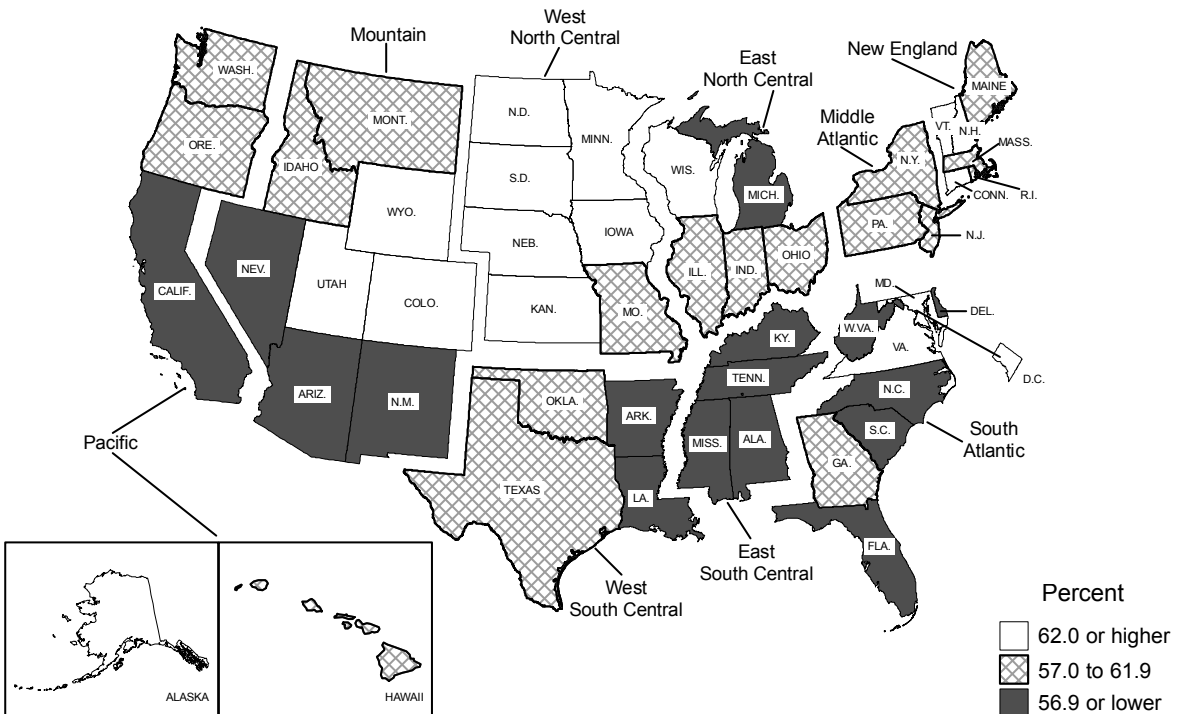 West
North Central
Mountain
East
North Central
New England
Middle
Atlantic
WASH.
MONT.
ORE.
IDAHO
WYO.
N.D.
S.D.
NEB.
KAN.
MINN.
IOWA
MO.
WIS.
MICH.
ILL.
IND.
OHIO
MAINE
VT.
N.H.
MASS.
N.Y.
CONN.
R.I.
PA.
N.J.
CALIF.
NEV.
UTAH
COLO.
ARIZ.
N.M.
MD.
DEL.
W.VA.
VA.
D.C.
KY.
TENN.
N.C.
S.C.
OKLA.
ARK.
MISS.
ALA.
GA.
TEXAS
LA.
FLA.
Pacific
South
Atlantic
East
South Central
West
South Central
ALASKA
HAWAII
Percent
62.0 or higher
57.0 to 61.9
56.9 or lower